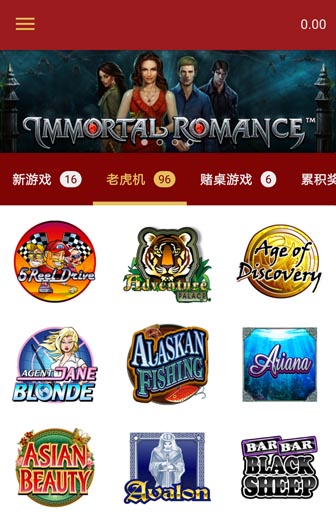 0.00
IMMORTAL ROMANCE™
新游戏 16
老虎机 96
赌桌游戏 6
累积奖
5 Reel Drive
Adventure
PALACE
Age of
Discovery
AGENT JANE
BLONDE
ALASKAN
FISHING
Ariana
ASIAN
BEAUTY
Avalon
BAR BAR
BLACK
SHEEP